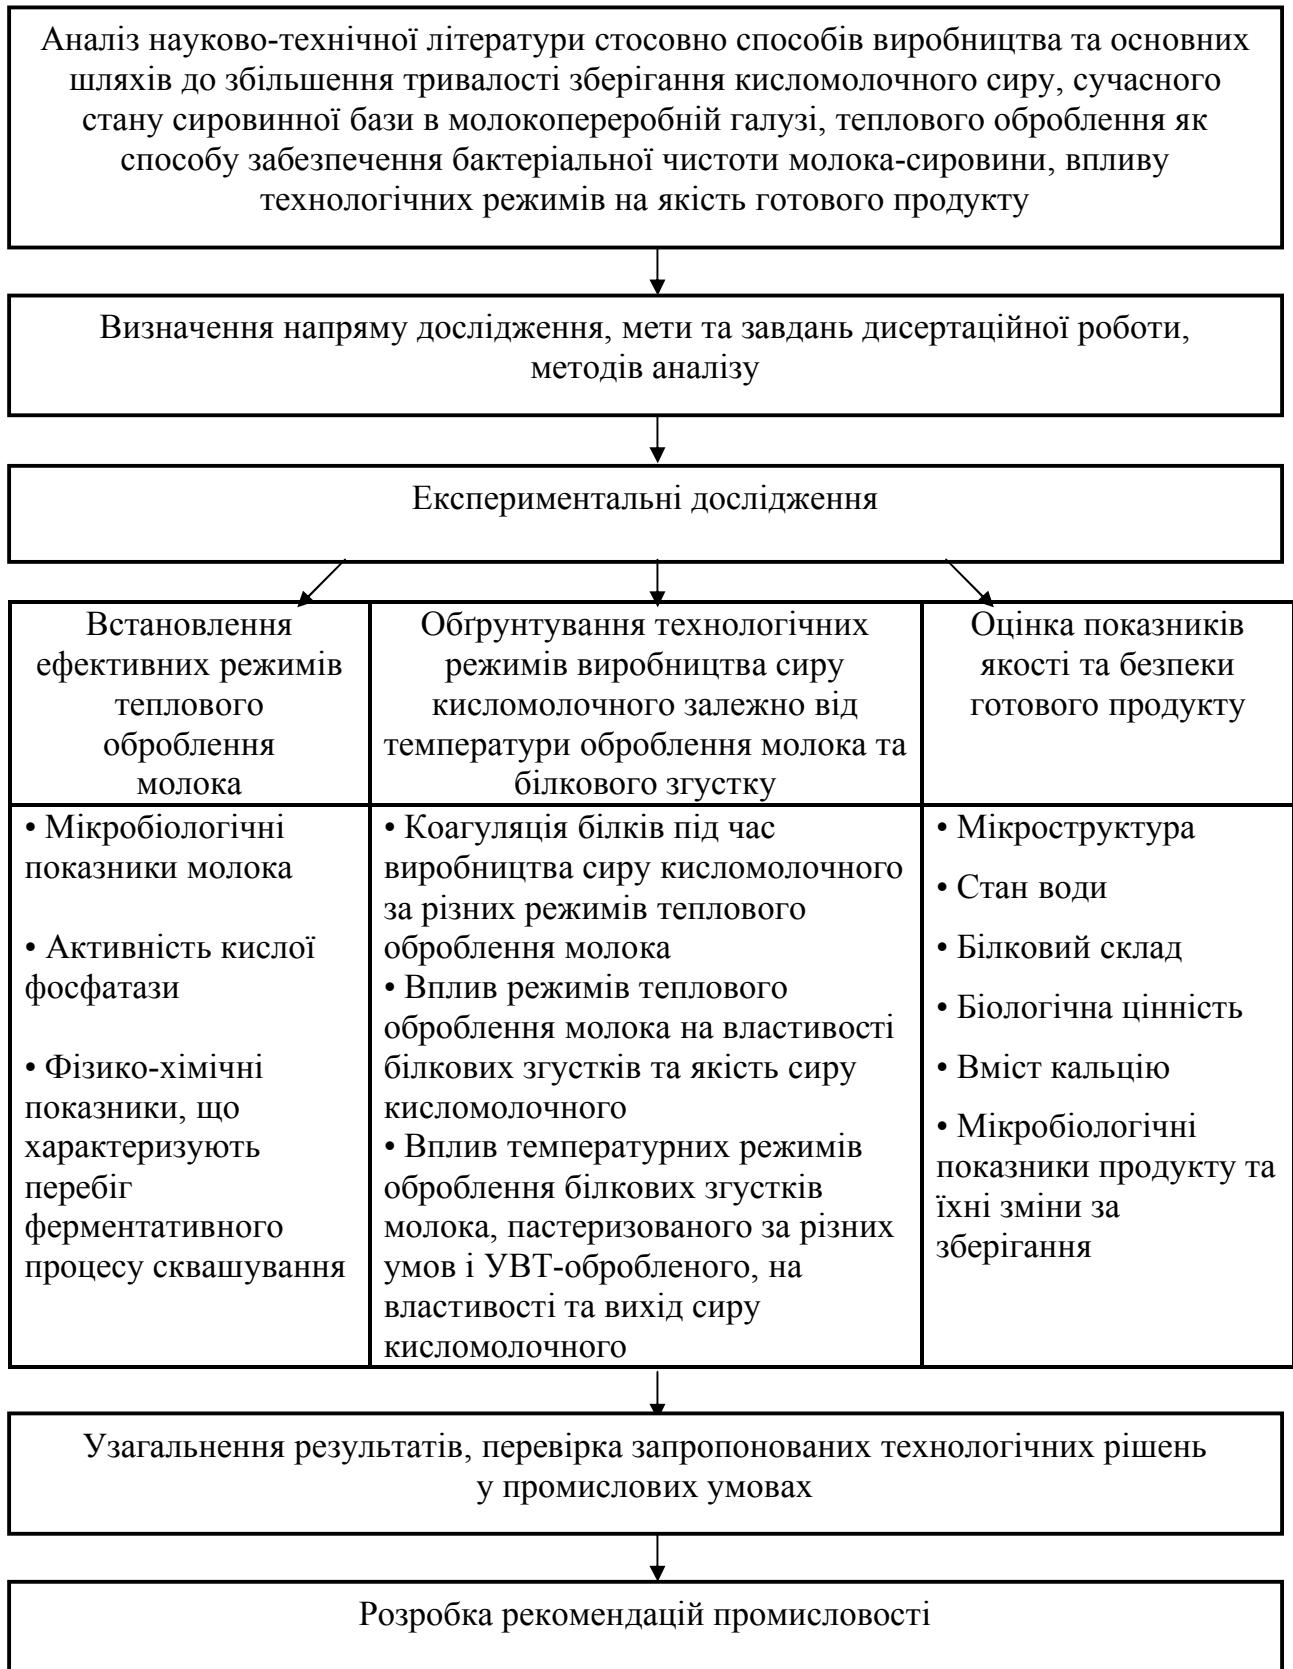 Аналіз науково-технічної літератури стосовно способів виробництва та основних
шляхів до збільшення тривалості зберігання кисломолочного сиру, сучасного
стану сировинної бази в молокопереробній галузі, теплового оброблення як
способу забезпечення бактеріальної чистоти молока-сировини, впливу
технологічних режимів на якість готового продукту
Визначення напряму дослідження, мети та завдань дисертаційної роботи,
методів аналізу
Експериментальні дослідження
Встановлення
ефективних режимів
теплового
оброблення
молока
Обґрунтування технологічних
режимів виробництва сиру
кисломолочного залежно від
температури оброблення молока та
білкового згустку
Оцінка показників
якості та безпеки
готового продукту
• Мікробіологічні
показники молока
• Активність кислої
фосфатази
• Фізико-хімічні
показники, що
характеризують
перебіг
ферментативного
процесу сквашування
• Коагуляція білків під час
виробництва сиру кисломолочного
за різних режимів теплового
оброблення молока
• Вплив режимів теплового
оброблення молока на властивості
білкових згустків та якість сиру
кисломолочного
• Вплив температурних режимів
оброблення білкових згустків
молока, пастеризованого за різних
умов і УВТ-обробленого, на
властивості та вихід сиру
кисломолочного
• Мікроструктура
• Стан води
• Білковий склад
• Біологічна цінність
• Вміст кальцію
• Мікробіологічні
показники продукту та
їхні зміни за
зберігання
Узагальнення результатів, перевірка запропонованих технологічних рішень
у промислових умовах
Розробка рекомендацій промисловості